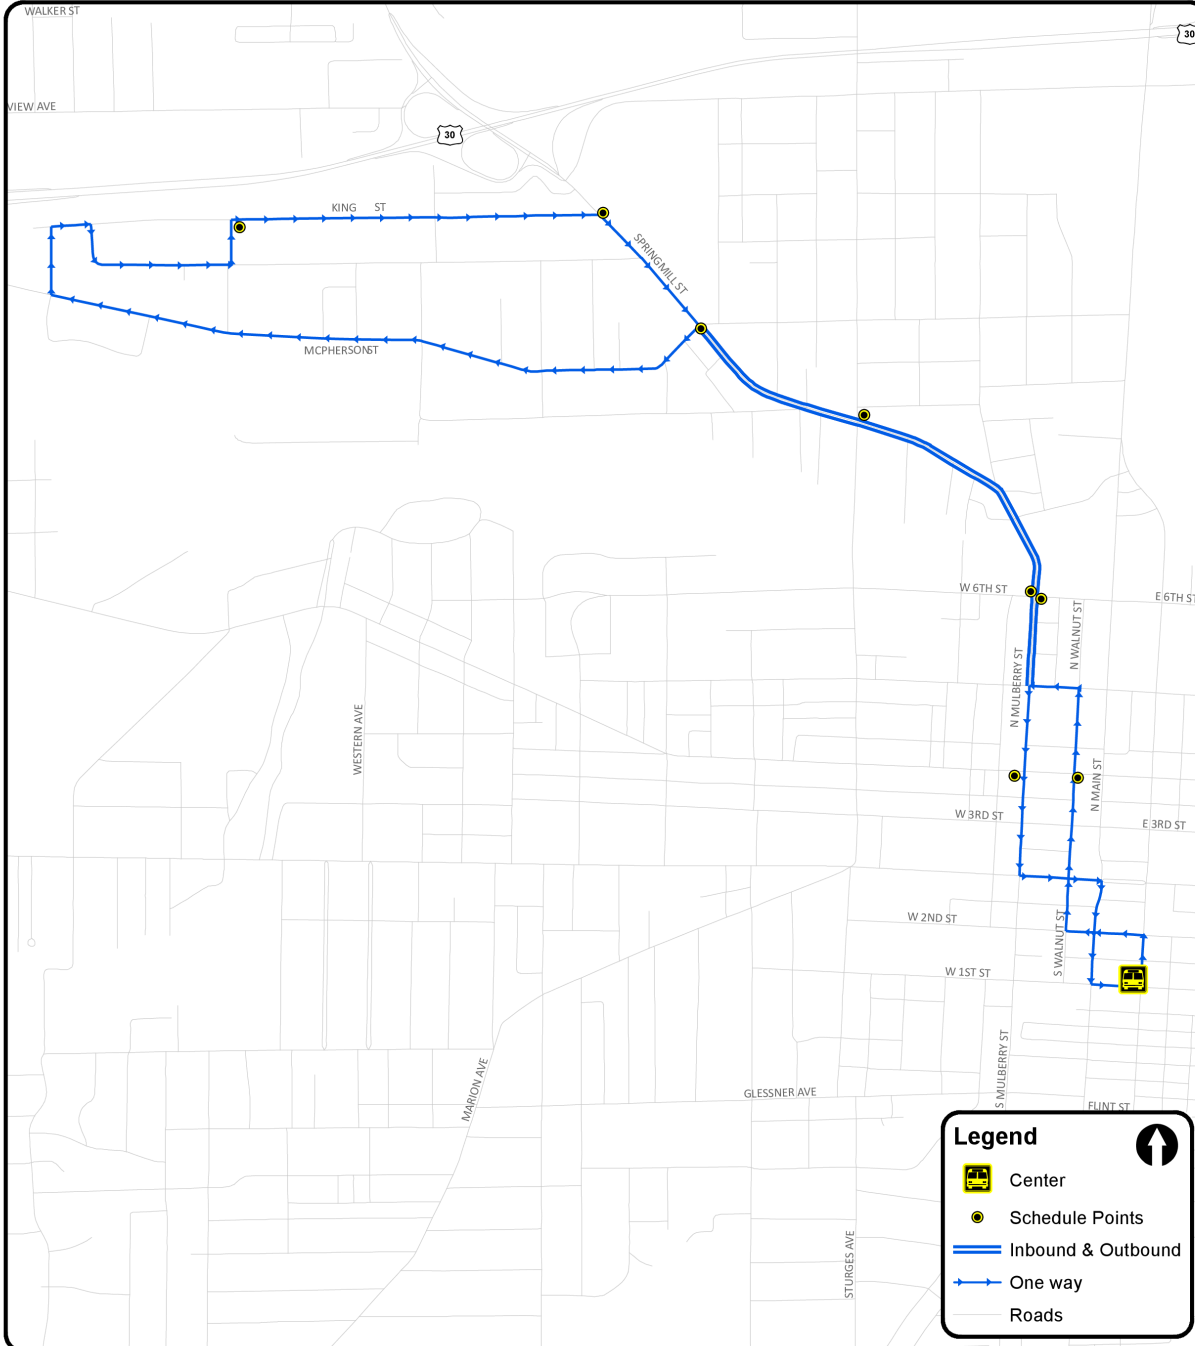 WALKER ST
30
VIEW AVE
30
KING ST
SPRINGMILL ST
MCPHERSON ST
W 6TH ST
E 6TH ST
N WALNUT ST
N MULBERRY ST
WESTERN AVE
N MAIN ST
W 3RD ST
E 3RD ST
W 2ND ST
S WALNUT ST
W 1ST ST
S MULBERRY ST
MARION AVE
GLESSNER AVE
FLINT ST
STURGES AVE
Legend
Center
Schedule Points
Inbound & Outbound
One way
Roads